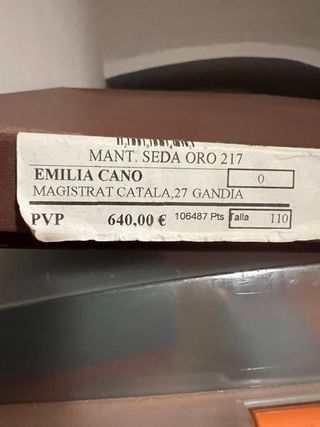 MANT. SEDA ORO 217
EMILIA CANO 0
MAGISTRAT CATALA,27 GANDIA
PVP 640,00 € 106487 Pts Talla 110